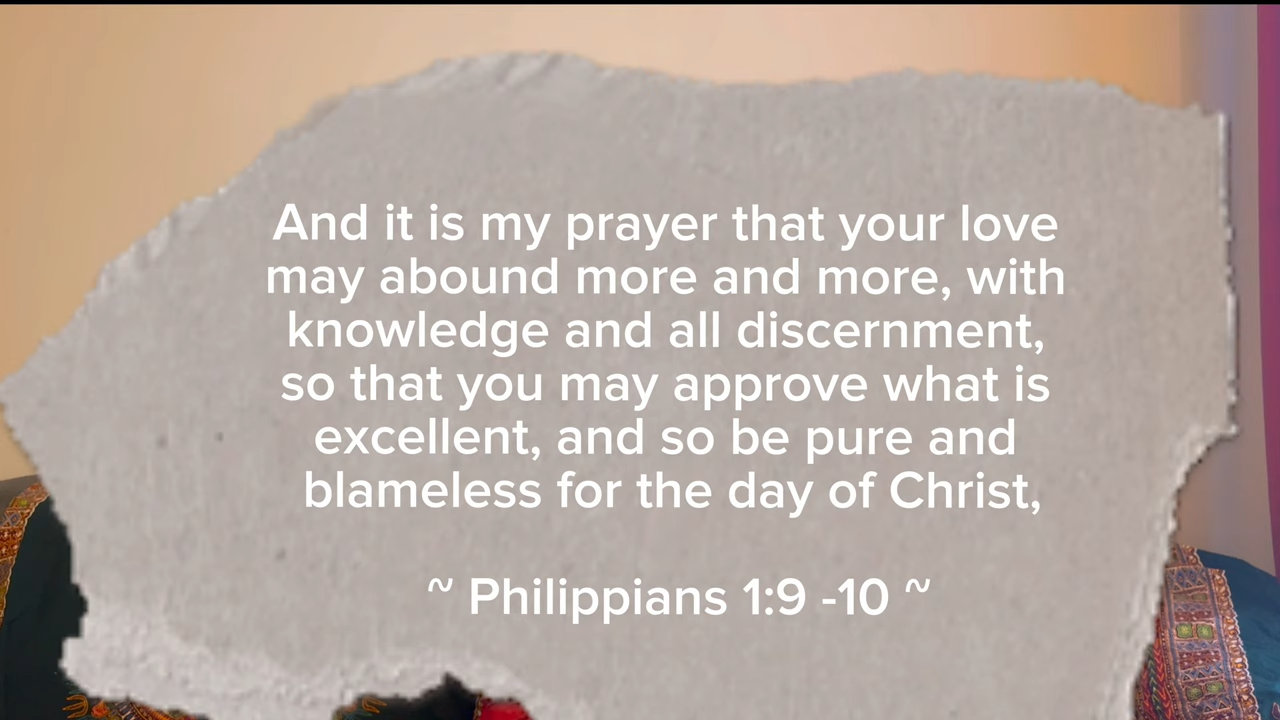 And it is my prayer that your love
may abound more and more, with
knowledge and all discernment,
so that you may approve what is
excellent, and so be pure and
blameless for the day of Christ,
~ Philippians 1:9 -10 ~